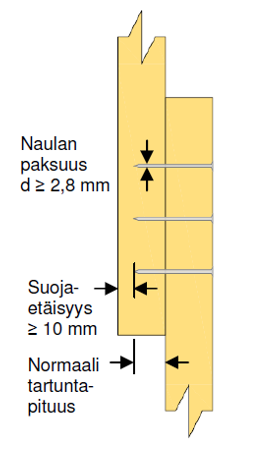 Naulan
paksuus
d ≥ 2,8 mm
Suoja-
etäisyys
≥ 10 mm
Normaali
tartunta-
pituus